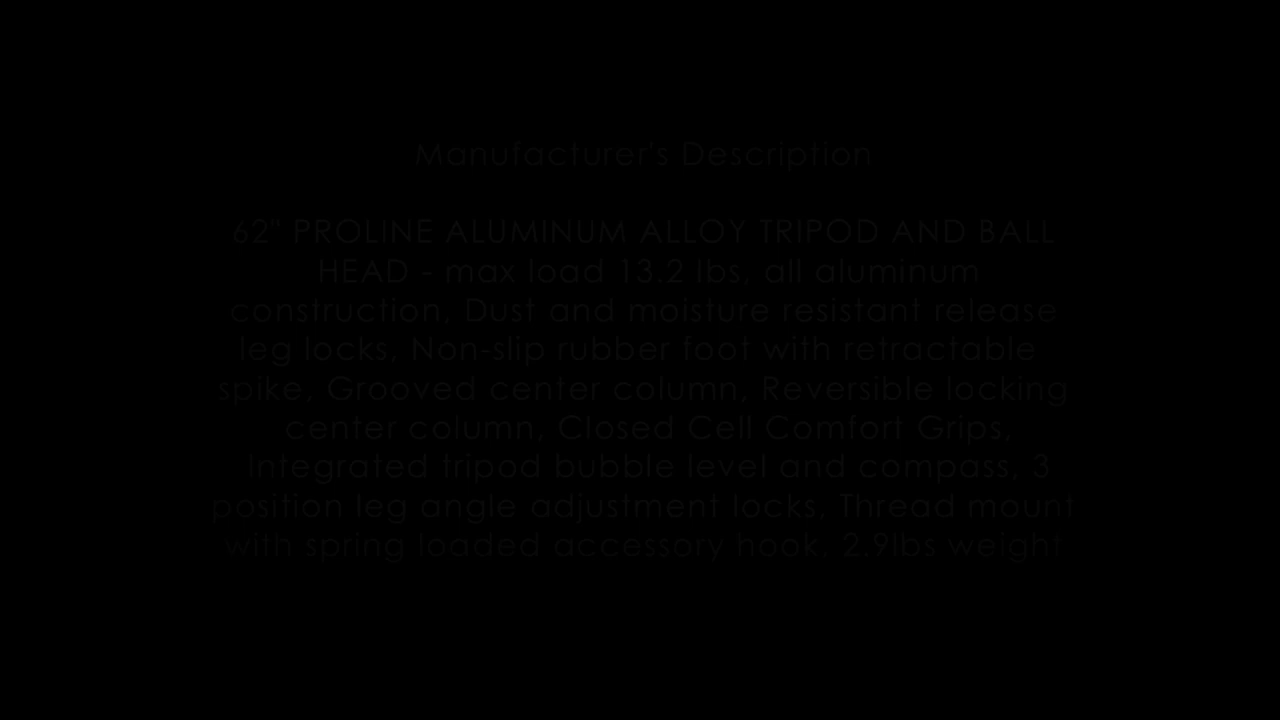 Manufacturer's Description
62" PROLINE ALUMINUM ALLOY TRIPOD AND BALL
HEAD - max load 13.2 lbs, all aluminum
construction, Dust and moisture resistant release
leg locks, Non-slip rubber foot with retractable
spike, Grooved center column, Reversible locking
center column, Closed Cell Comfort Grips,
Integrated tripod bubble level and compass, 3
position leg angle adjustment locks, Thread mount
with spring loaded accessory hook. 2.9lbs weight